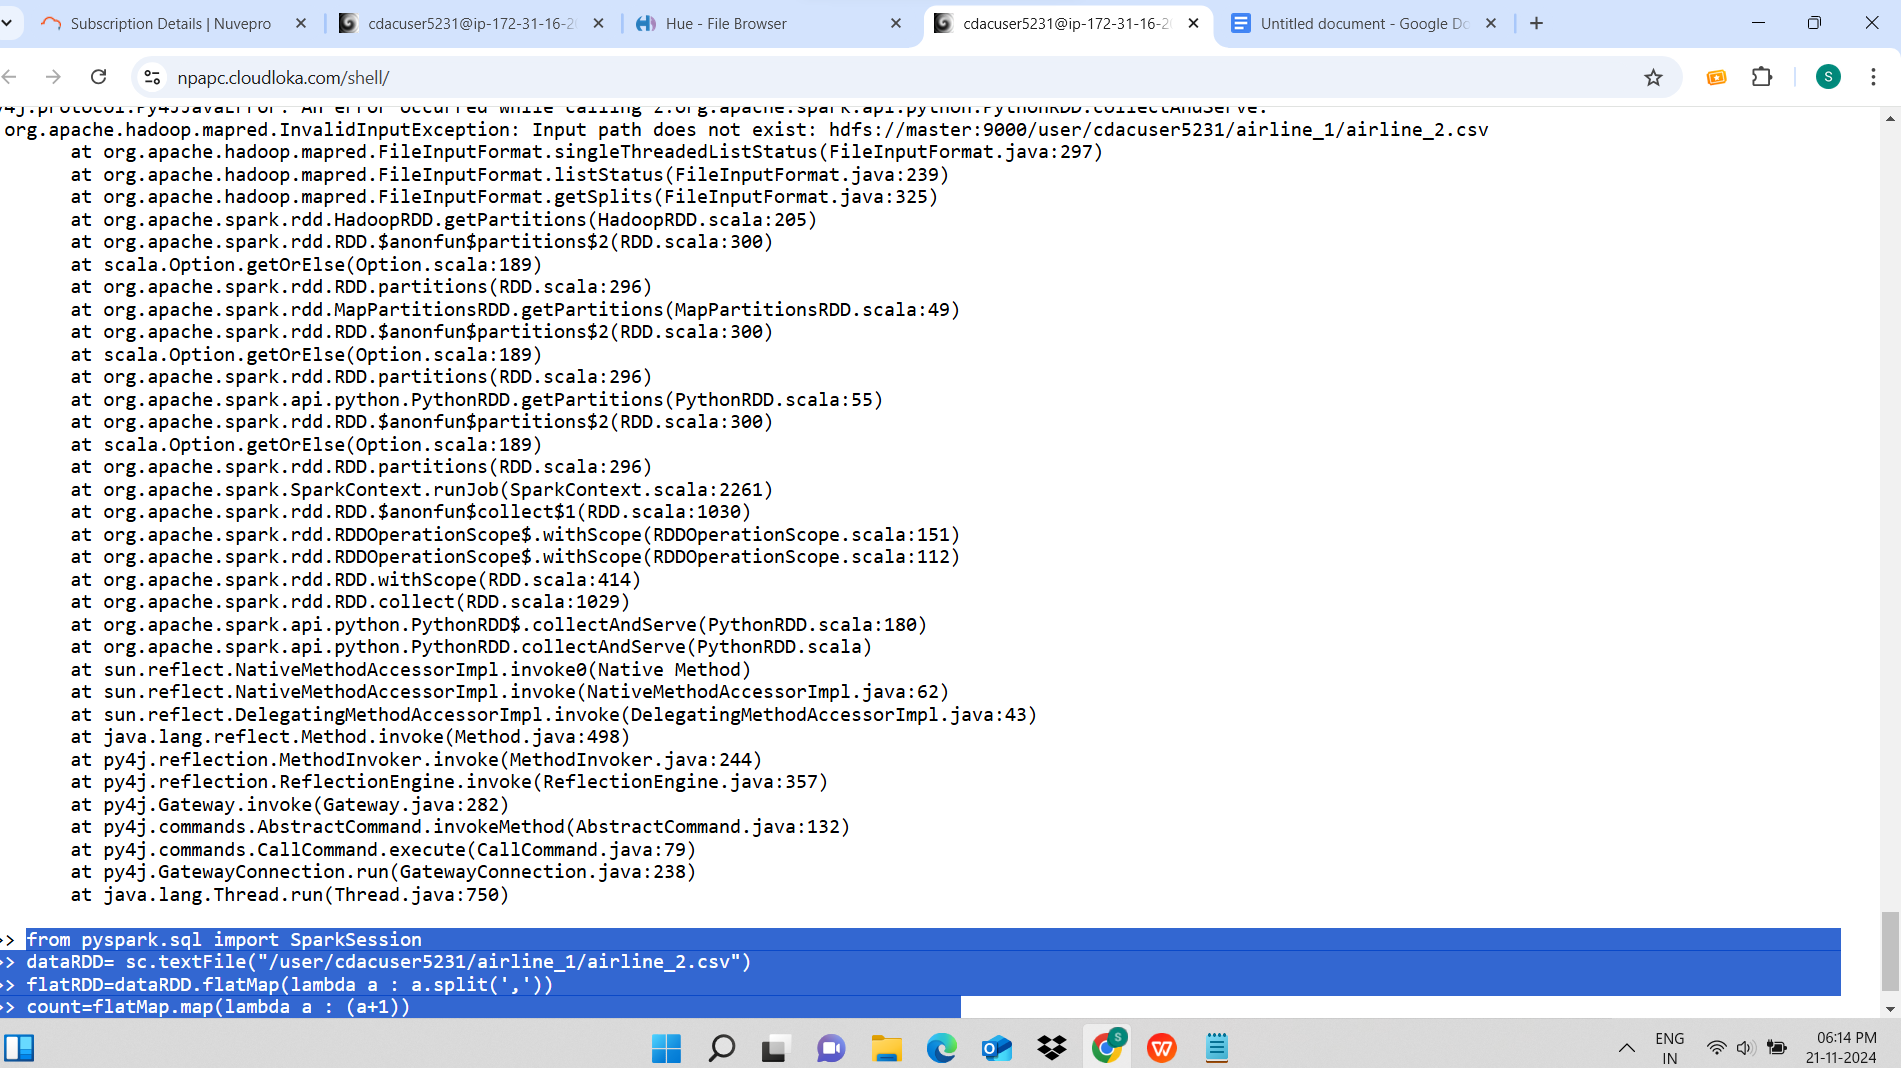 Subscription Details | Nuvepro
cdacuser5231@ip-172-31-16-2
Hue - File Browser
cdacuser5231@ip-172-31-16-2
Untitled document - Google Do
npapc.cloudloka.com/shell/
S
y4j.protocol.Py4JJavaError: An error occurred while calling z:org.apache.spark.api.python.PythonRDD.collectAndServe.
org.apache.hadoop.mapred.InvalidInputException: Input path does not exist: hdfs://master:9000/user/cdacuser5231/airline_1/airline_2.csv
at org.apache.hadoop.mapred.FileInputFormat.singleThreadedListStatus(FileInputFormat.java:297)
at org.apache.hadoop.mapred.FileInputFormat.listStatus(FileInputFormat.java:239)
at org.apache.hadoop.mapred.FileInputFormat.getSplits(FileInputFormat.java:325)
at org.apache.spark.rdd.HadoopRDD.getPartitions(HadoopRDD.scala:205)
at org.apache.spark.rdd.RDD.$anonfun$partitions$2(RDD.scala:300)
at scala.Option.getOrElse(Option.scala:189)
at org.apache.spark.rdd.RDD.partitions(RDD.scala:296)
at org.apache.spark.rdd.MapPartitionsRDD.getPartitions(MapPartitionsRDD.scala:49)
at org.apache.spark.rdd.RDD.$anonfun$partitions$2(RDD.scala:300)
at scala.Option.getOrElse(Option.scala:189)
at org.apache.spark.rdd.RDD.partitions(RDD.scala:296)
at org.apache.spark.api.python.PythonRDD.getPartitions(PythonRDD.scala:55)
at org.apache.spark.rdd.RDD.$anonfun$partitions$2(RDD.scala:300)
at scala.Option.getOrElse(Option.scala:189)
at org.apache.spark.rdd.RDD.partitions(RDD.scala:296)
at org.apache.spark.SparkContext.runJob(SparkContext.scala:2261)
at org.apache.spark.rdd.RDD.$anonfun$collect$1(RDD.scala:1030)
at org.apache.spark.rdd.RDDOperationScope$.withScope(RDDOperationScope.scala:151)
at org.apache.spark.rdd.RDDOperationScope$.withScope(RDDOperationScope.scala:112)
at org.apache.spark.rdd.RDD.withScope(RDD.scala:414)
at org.apache.spark.rdd.RDD.collect(RDD.scala:1029)
at org.apache.spark.api.python.PythonRDD$.collectAndServe(PythonRDD.scala:180)
at org.apache.spark.api.python.PythonRDD.collectAndServe(PythonRDD.scala)
at sun.reflect.NativeMethodAccessorImpl.invoke0(Native Method)
at sun.reflect.NativeMethodAccessorImpl.invoke(NativeMethodAccessorImpl.java:62)
at sun.reflect.DelegatingMethodAccessorImpl.invoke(DelegatingMethodAccessorImpl.java:43)
at java.lang.reflect.Method.invoke(Method.java:498)
at py4j.reflection.MethodInvoker.invoke(MethodInvoker.java:244)
at py4j.reflection.ReflectionEngine.invoke(ReflectionEngine.java:357)
at py4j.Gateway.invoke(Gateway.java:282)
at py4j.commands.AbstractCommand.invokeMethod(AbstractCommand.java:132)
at py4j.commands.CallCommand.execute(CallCommand.java:79)
at py4j.GatewayConnection.run(GatewayConnection.java:238)
at java.lang.Thread.run(Thread.java:750)
>> from pyspark.sql import SparkSession
>> dataRDD= sc.textFile("/user/cdacuser5231/airline_1/airline_2.csv")
>> flatRDD=dataRDD.flatMap(lambda a : a.split(','))
>> count=flatMap.map(lambda a : (a+1))
S
ENG
IN
06:14 PM
21-11-2024